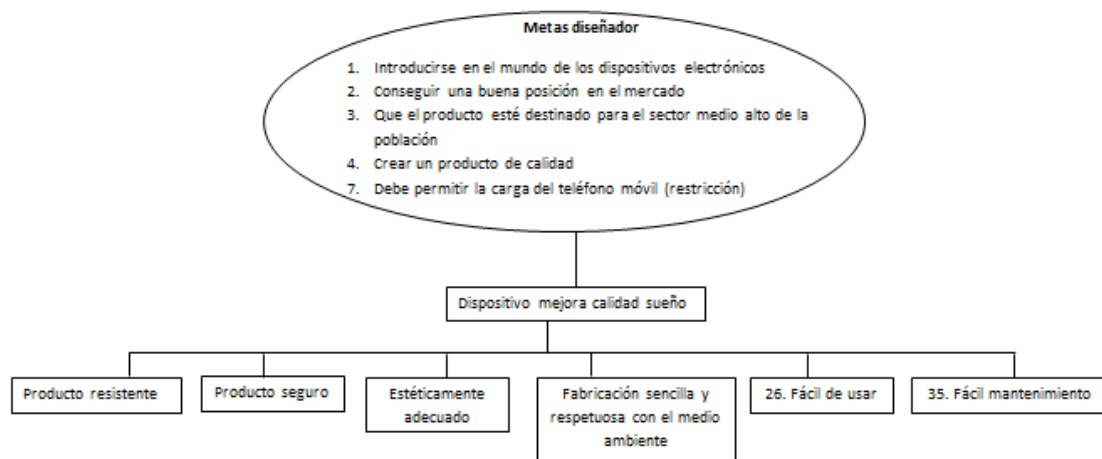 Metas diseñador
1. Introducirse en el mundo de los dispositivos electrónicos
2. Conseguir una buena posición en el mercado
3. Que el producto esté destinado para el sector medio alto de la
población
4. Crear un producto de calidad
7. Debe permitir la carga del teléfono móvil (restricción)
Dispositivo mejora calidad sueño
Producto resistente
Producto seguro
Estéticamente
adecuado
Fabricación sencilla y
respetuosa con el medio
ambiente
26. Fácil de usar
35. Fácil mantenimiento